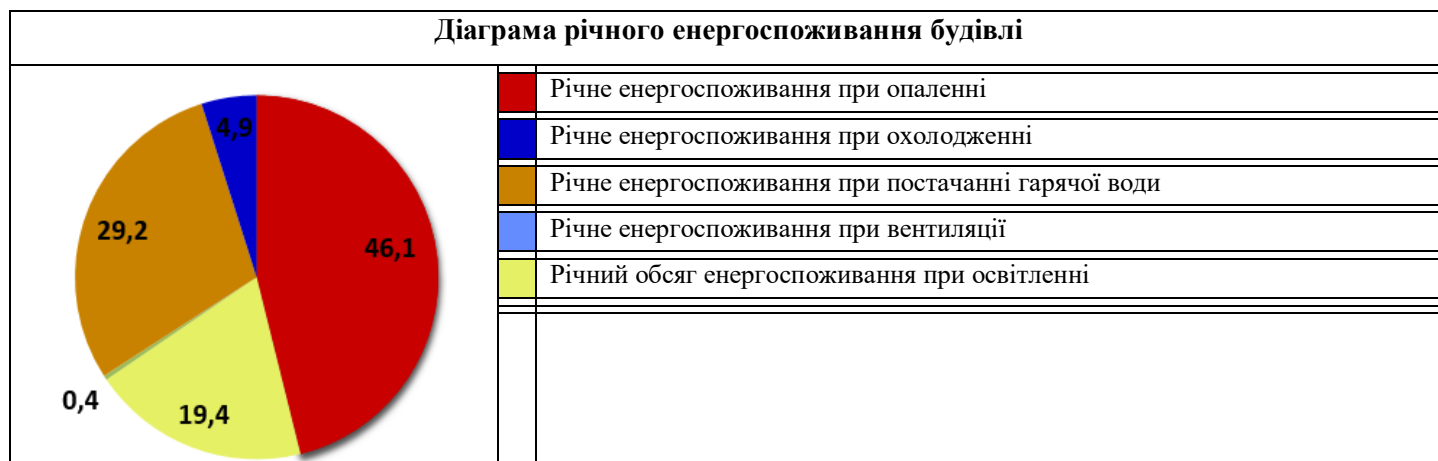 Діаграма річного енергоспоживання будівлі
4,9
29,2
46,1
0,4
19,4
Річне енергоспоживання при опаленні
Річне енергоспоживання при охолодженні
Річне енергоспоживання при постачанні гарячої води
Річне енергоспоживання при вентиляції
Річний обсяг енергоспоживання при освітленні